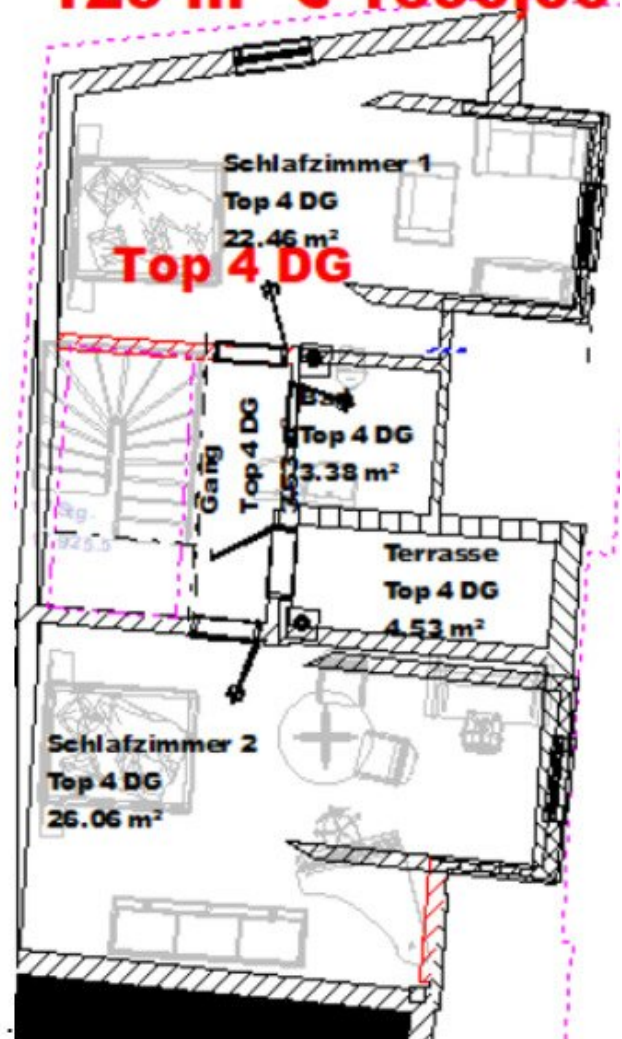 Schlafzimmer 1
Top 4 DG
22.46 m²
Top 4 DG
Gang
Top 4 DG
Top 4 DG
3.38 m²
Terrasse
Top 4 DG
4.53 m²
Schlafzimmer 2
Top 4 DG
26.06 m²